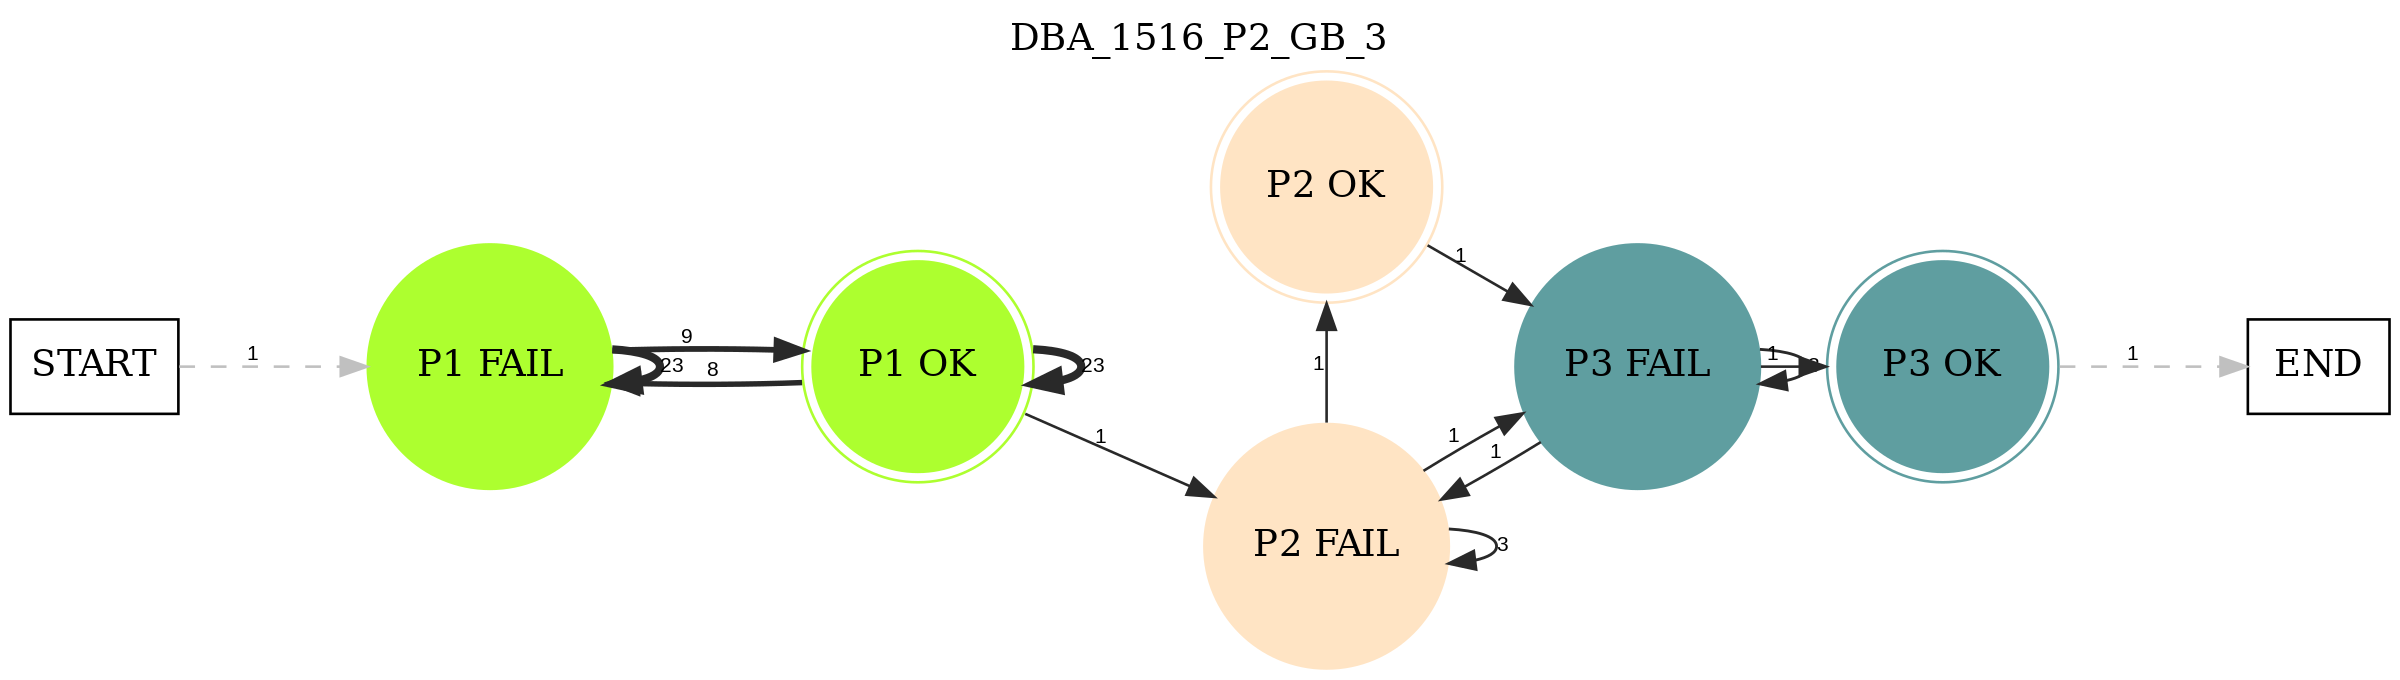 DBA_1516_P2_GB_3
P2 OK
1
START
1
P1 FAIL
23
9
8
P1 OK
23
1
1
P2 FAIL
3
1
1
P3 FAIL
1
P3 OK
1
END